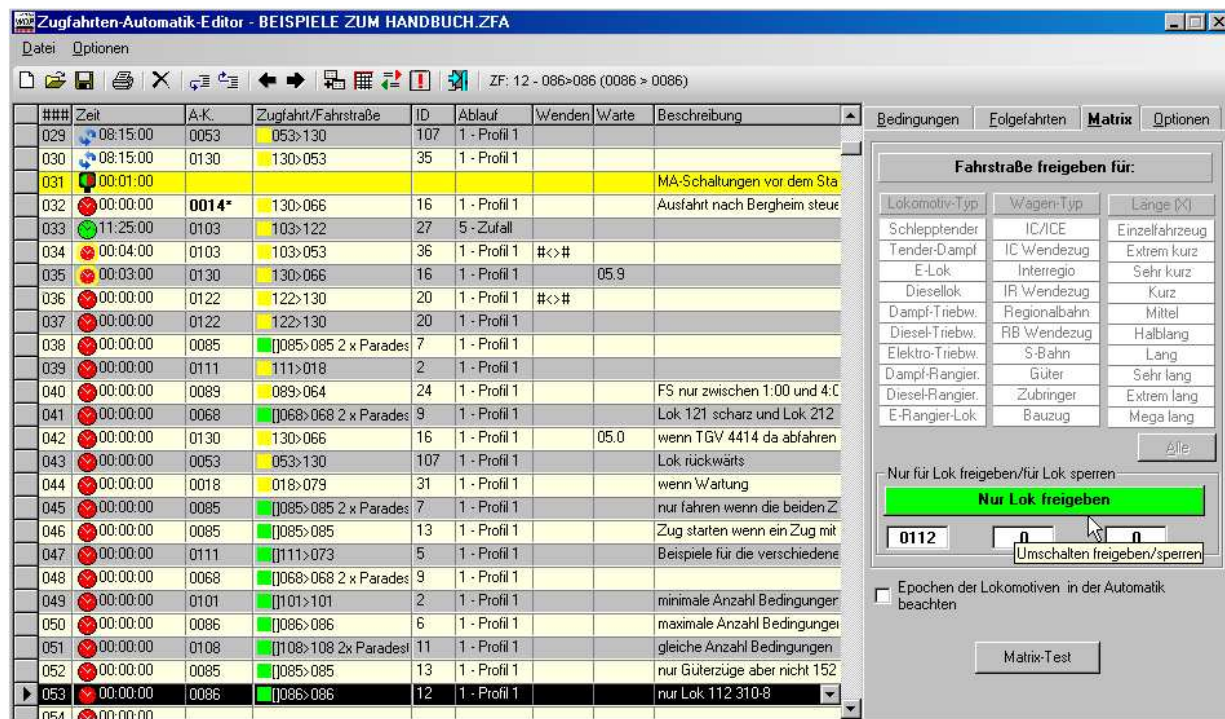 Zugfahrten-Automatik-Editor - BEISPIELE ZUM HANDBUCH.ZFA
Datei Optionen
ZF: 12 - 086>086 (0086 > 0086)
### Zeit A.-K. Zugfahrt/Fahrstraße ID Ablauf Wenden Warte Beschreibung
029 08:15:00 0053 053>130 107 1 - Profil 1
030 08:15:00 0130 130>053 35 1 - Profil 1
031 00:01:00 MA-Schaltungen vor dem Sta
032 00:00:00 0014* 130>066 16 1 - Profil 1 Ausfahrt nach Bergheim steue
033 11:25:00 0103 103>122 27 5 - Zufall
034 00:04:00 0103 103>053 36 1 - Profil 1 #<>#
035 00:03:00 0130 130>066 16 1 - Profil 1 05.9
036 00:00:00 0122 122>130 20 1 - Profil 1 #<>#
037 00:00:00 0122 122>130 20 1 - Profil 1
038 00:00:00 0085 []085>085 2 x Parades 7 1 - Profil 1
039 00:00:00 0111 111>018 2 1 - Profil 1
040 00:00:00 0089 089>064 24 1 - Profil 1 FS nur zwischen 1:00 und 4:0
041 00:00:00 0068 []068>068 2 x Parades 9 1 - Profil 1 Lok 121 scharz und Lok 212
042 00:00:00 0130 130>066 16 1 - Profil 1 05.0 wenn TGV 4414 da abfahren
043 00:00:00 0053 053>130 107 1 - Profil 1 Lok rückwärts
044 00:00:00 0018 018>079 31 1 - Profil 1 wenn Wartung
045 00:00:00 0085 []085>085 2 x Parades 7 1 - Profil 1 nur fahren wenn die beiden Z
046 00:00:00 0085 []085>085 13 1 - Profil 1 Zug starten wenn ein Zug mit
047 00:00:00 0111 []111>073 5 1 - Profil 1 Beispiele für die verschiedene
048 00:00:00 0068 []068>068 2 x Parades 9 1 - Profil 1
049 00:00:00 0101 []101>101 2 1 - Profil 1 minimale Anzahl Bedingunger
050 00:00:00 0086 []086>086 6 1 - Profil 1 maximale Anzahl Bedingunger
051 00:00:00 0108 []108>108 2x Paradesl 11 1 - Profil 1 gleiche Anzahl Bedingungen
052 00:00:00 0085 []085>085 13 1 - Profil 1 nur Güterzüge aber nicht 152
053 00:00:00 0086 []086>086 12 1 - Profil 1 nur Lok 112 310-8
054 00:00:00
Bedingungen Folgefahrten Matrix Optionen
Fahrstraße freigeben für:
Lokomotiv-Typ Wagen-Typ Länge (X)
Schlepptender IC/ICE Einzelfahrzeug
Tender-Dampf IC Wendezug Extrem kurz
E-Lok Interregio Sehr kurz
Diesellok IR Wendezug Kurz
Dampf-Triebw. Regionalbahn Mittel
Diesel-Triebw. RB Wendezug Halblang
Elektro-Triebw. S-Bahn Lang
Dampf-Rangier. Güter Sehr lang
Diesel-Rangier. Zubringer Extrem lang
E-Rangier-Lok Bauzug Mega lang
Alle
Nur für Lok freigeben/für Lok sperren
Nur Lok freigeben
0112 0 0
Umschalten freigeben/sperren
Epochen der Lokomotiven in der Automatik
beachten
Matrix-Test